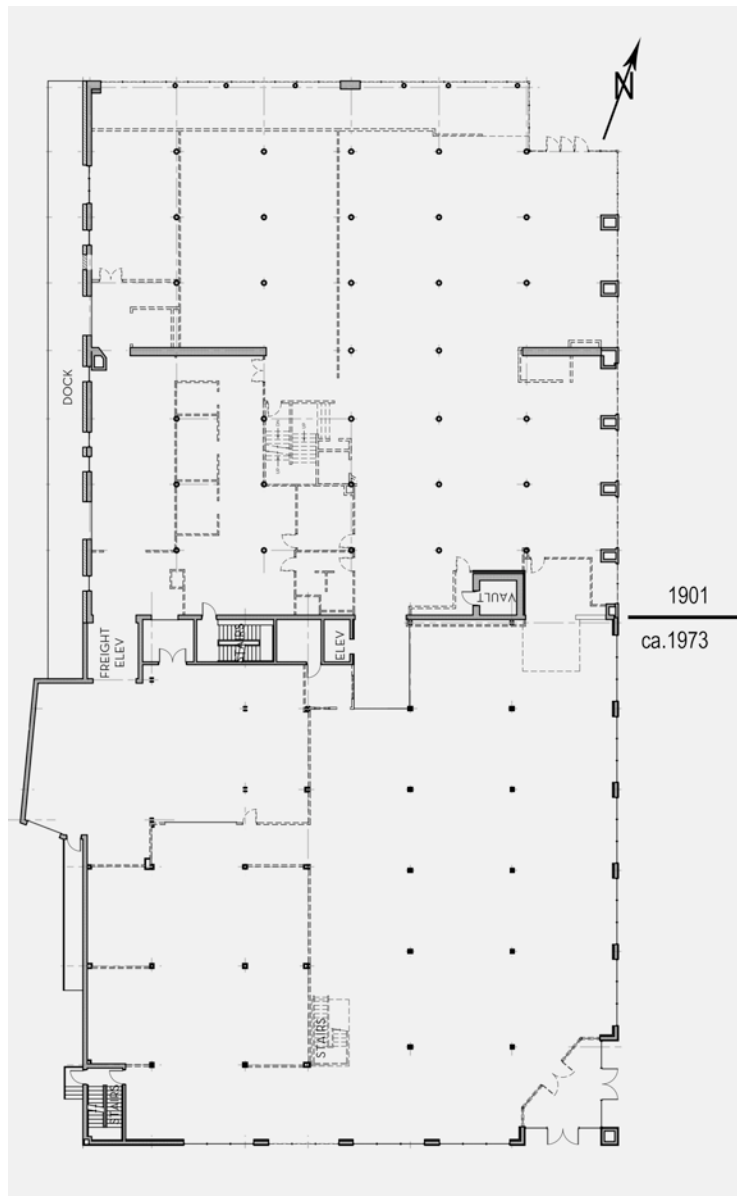 N
DOCK
1901
ca.1973
VAULT
STAIRS
ELEV
FREIGHT
ELEV
STAIRS
STAIRS